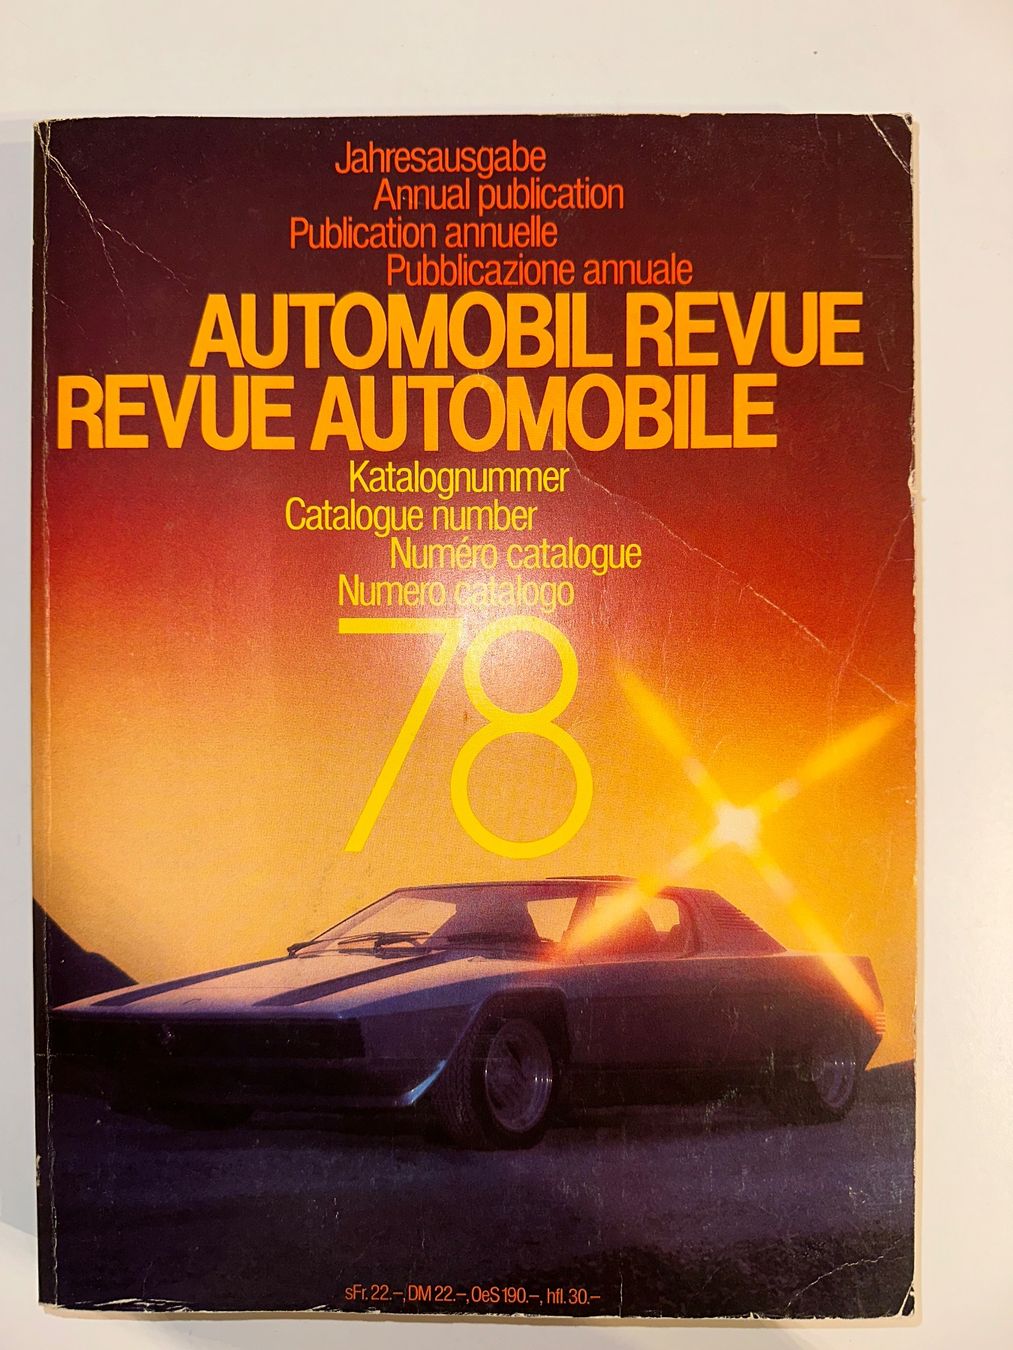 Jahresausgabe
Annual publication
Publication annuelle
Pubblicazione annuale
AUTOMOBIL REVUE
REVUE AUTOMOBILE
Katalognummer
Catalogue number
Numéro catalogue
Numero catalogo
78
sFr. 22.–, DM 22.–, OeS 190.–, hfl. 30.–